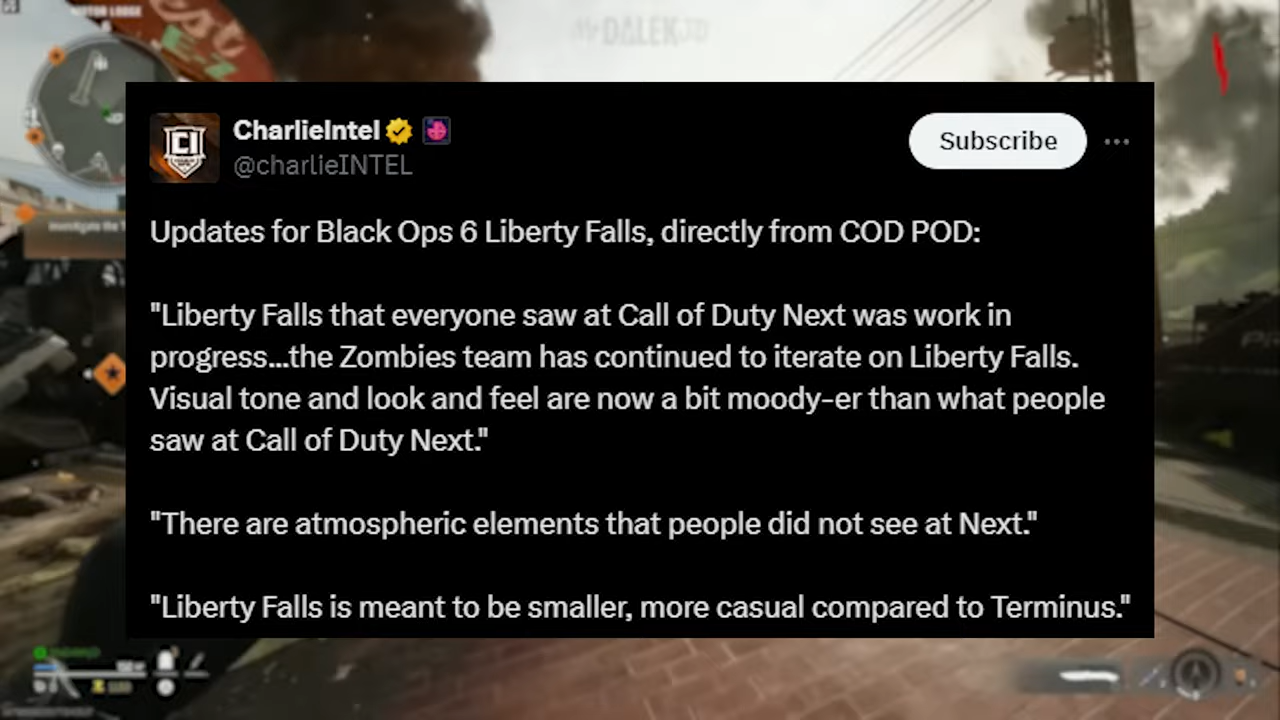 MrDALEKJD
CharlieIntel
@charlieINTEL
Subscribe
Updates for Black Ops 6 Liberty Falls, directly from COD POD:
"Liberty Falls that everyone saw at Call of Duty Next was work in
progress...the Zombies team has continued to iterate on Liberty Falls.
Visual tone and look and feel are now a bit moody-er than what people
saw at Call of Duty Next."
"There are atmospheric elements that people did not see at Next."
"Liberty Falls is meant to be smaller, more casual compared to Terminus."